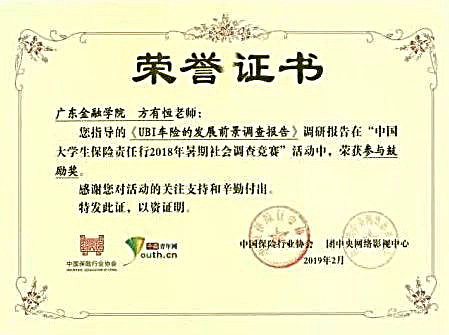 荣誉证书
广东金融学院 方有恒老师：
您指导的《UBI车险的发展前景调查报告》调研报告在“中国
大学生保险责任行2018年暑期社会调查竞赛”活动中，荣获参与鼓
励奖。
感谢您对活动的关注支持和辛勤付出。
特发此证，以资证明。
中国保险行业协会 团中央网络影视中心
2019年2月
中国保险行业协会
中国青年网
Youth.cn